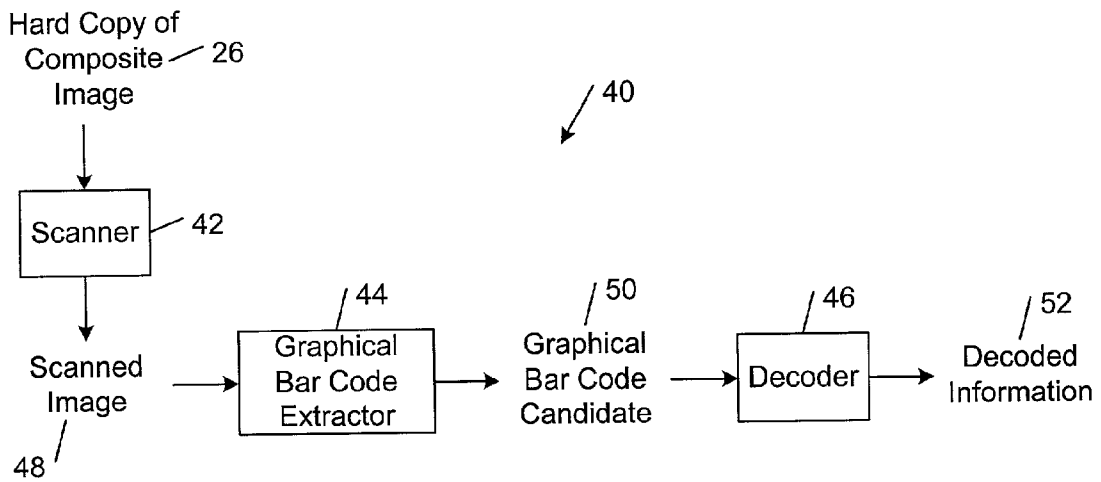 Hard Copy of
Composite
Image
26
40
Scanner
42
Scanned
Image
48
44
Graphical
Bar Code
Extractor
50
Graphical
Bar Code
Candidate
46
Decoder
52
Decoded
Information